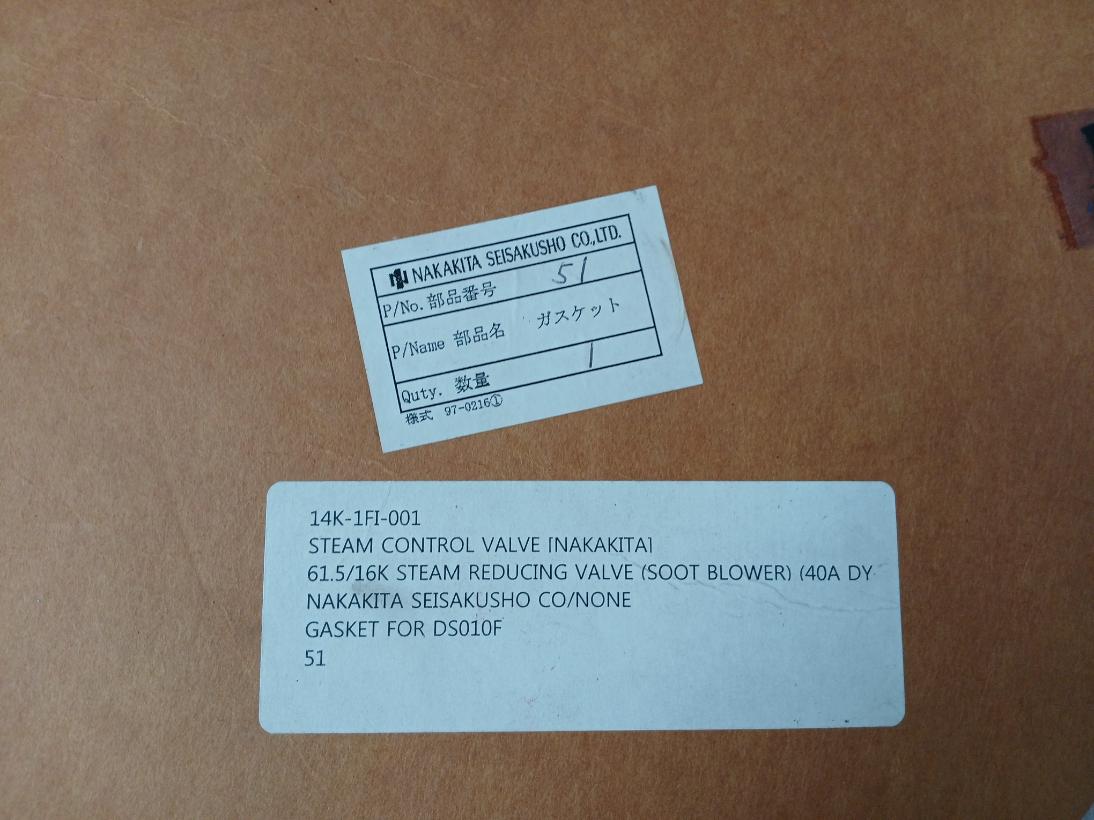 NAKAKITA SEISAKUSHO CO.,LTD.
P/No. 部品番号 51
P/Name 部品名 ガスケット
Quty. 数量 1
様式 97-0216①
14K-1FI-001
STEAM CONTROL VALVE [NAKAKITA]
61.5/16K STEAM REDUCING VALVE (SOOT BLOWER) (40A DY
NAKAKITA SEISAKUSHO CO/NONE
GASKET FOR DS010F
51